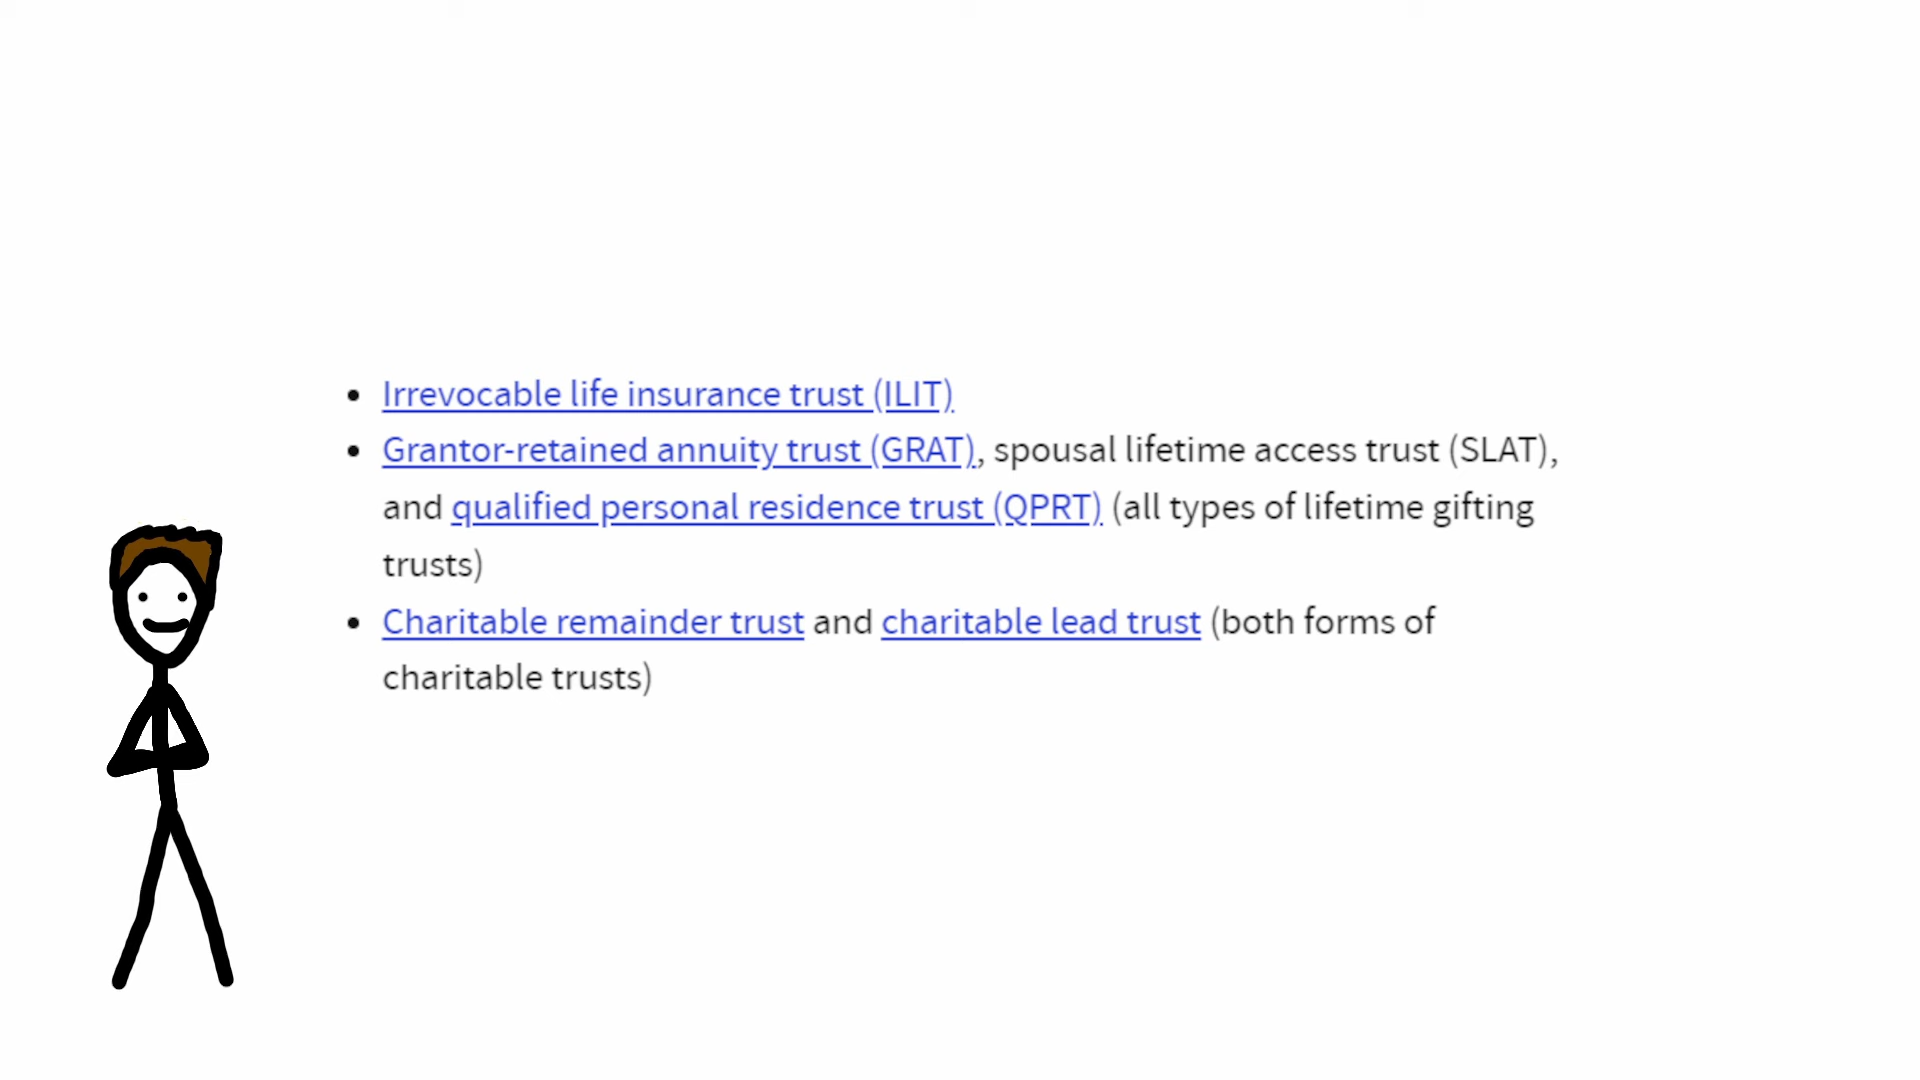 Irrevocable life insurance trust (ILIT)
Grantor-retained annuity trust (GRAT), spousal lifetime access trust (SLAT),
and qualified personal residence trust (QPRT) (all types of lifetime gifting
trusts)
Charitable remainder trust and charitable lead trust (both forms of
charitable trusts)